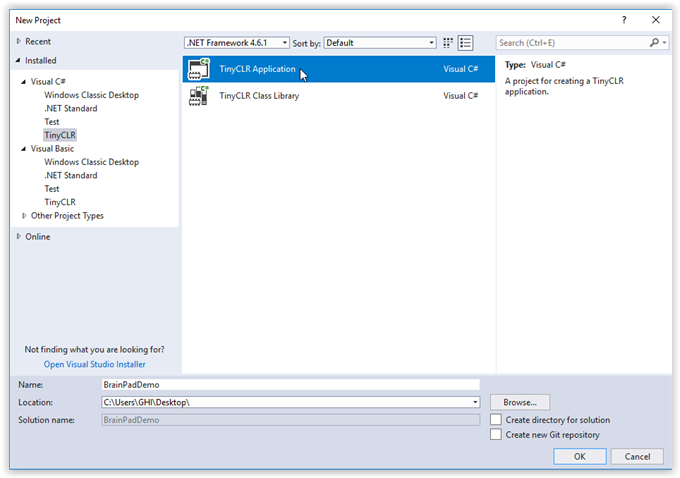 New Project
Recent
.NET Framework 4.6.1
Sort by: Default
Search (Ctrl+E)
Installed
Visual C#
Windows Classic Desktop
.NET Standard
Test
TinyCLR
Visual Basic
Windows Classic Desktop
.NET Standard
Test
TinyCLR
Other Project Types
Online
Not finding what you are looking for?
Open Visual Studio Installer
C#
TinyCLR Application Visual C#
C#
TinyCLR Class Library Visual C#
Type: Visual C#
A project for creating a TinyCLR
application.
Name: BrainPadDemo
Location: C:\Users\GHI\Desktop\ Browse...
Solution name: BrainPadDemo
Create directory for solution
Create new Git repository
OK Cancel